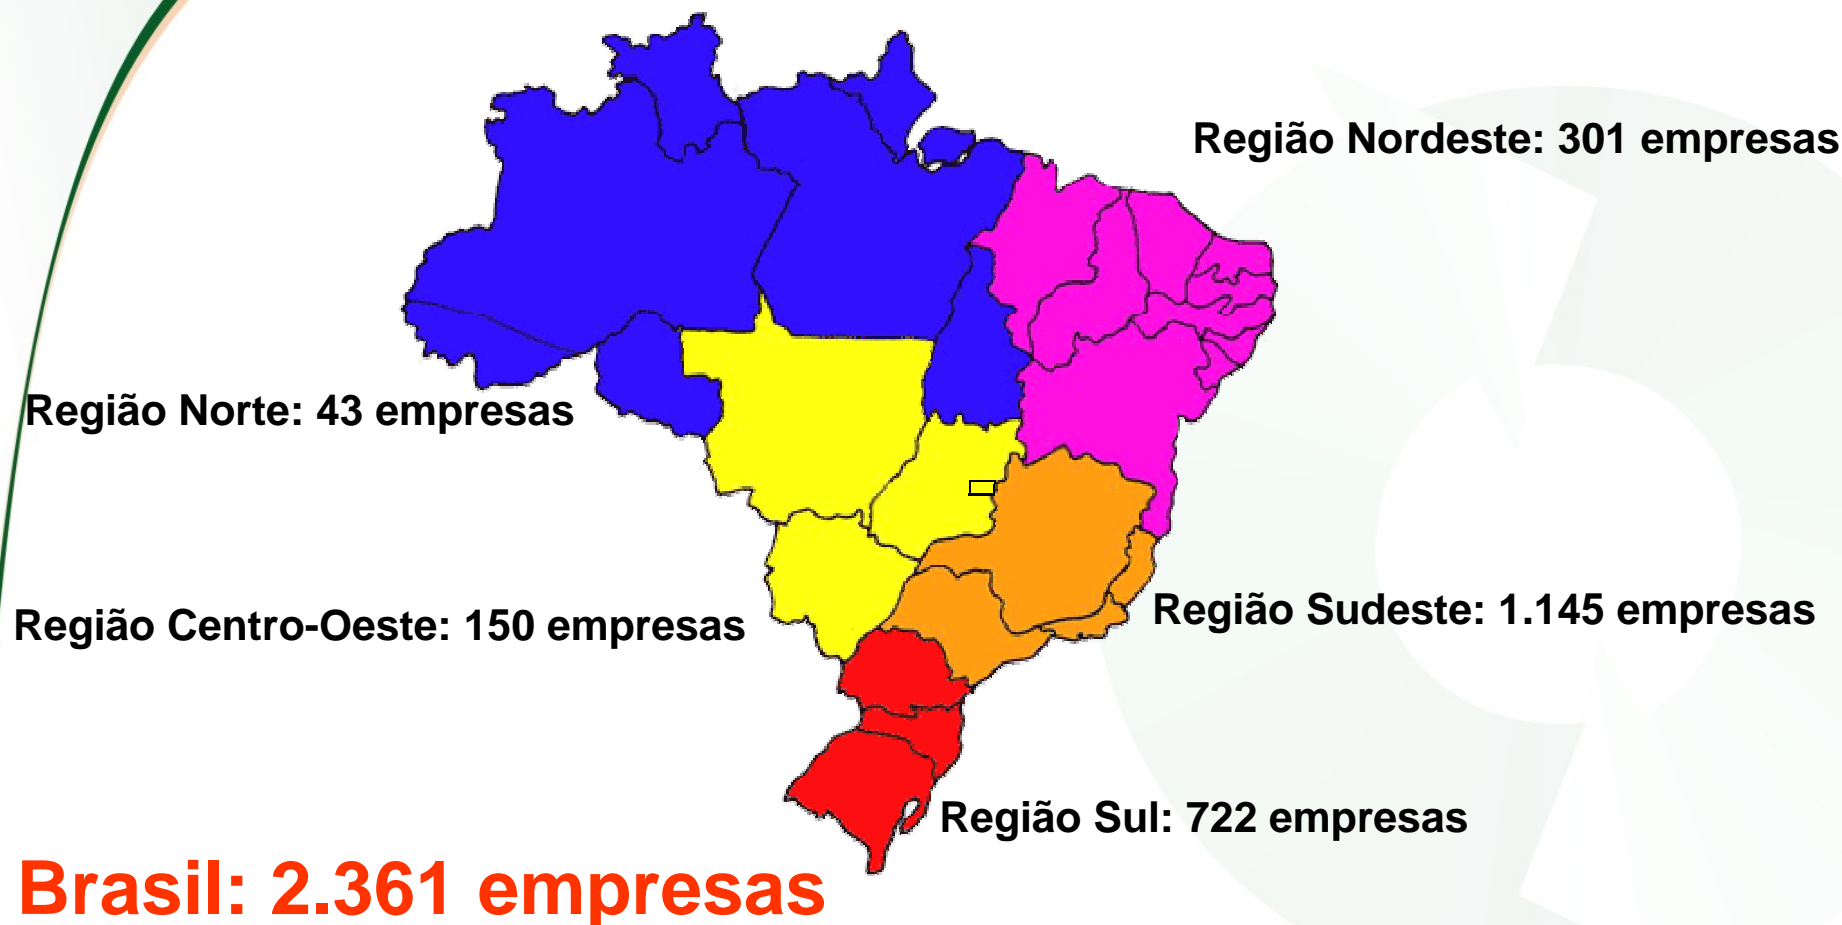 Região Nordeste: 301 empresas
Região Norte: 43 empresas
Região Centro-Oeste: 150 empresas
Região Sudeste: 1.145 empresas
Região Sul: 722 empresas
Brasil: 2.361 empresas